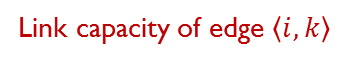 Link capacity of edge ⟨i, k⟩